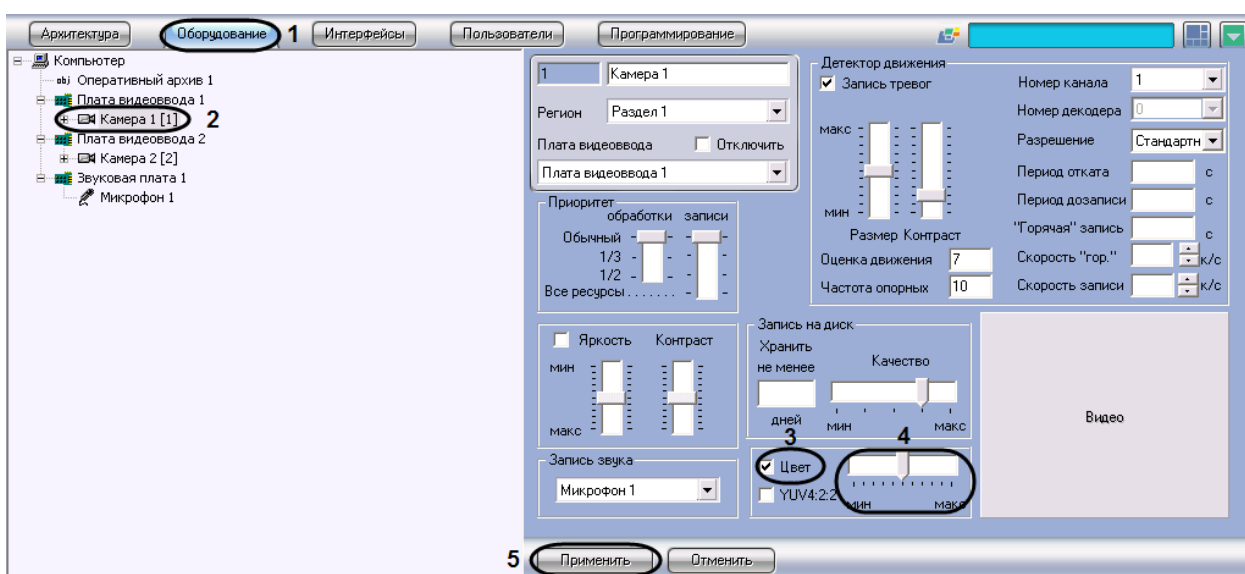 Архитектура Оборудование 1 Интерфейсы Пользователи Программирование
Компьютер
obj Оперативный архив 1
Плата видеоввода 1
Камера 1 [1] 2
Плата видеоввода 2
Камера 2 [2]
Звуковая плата 1
Микрофон 1
1 Камера 1
Регион Раздел 1
Плата видеоввода Отключить
Плата видеоввода 1
Приоритет
обработки записи
Обычный
1/3
1/2
Все ресурсы.......
Яркость Контраст
мин
макс
Запись звука
Микрофон 1
Детектор движения
Запись тревог
макс
мин
Размер Контраст
Оценка движения 7
Частота опорных 10
Номер канала 1
Номер декодера 0
Разрешение Стандартн
Период отката с
Период дозаписи с
"Горячая" запись с
Скорость "гор." к/с
Скорость записи к/с
Запись на диск
Хранить
не менее
дней
Качество
мин макс
3 4
Цвет
YUV4:2:2
мин макс
Видео
5 Применить Отменить